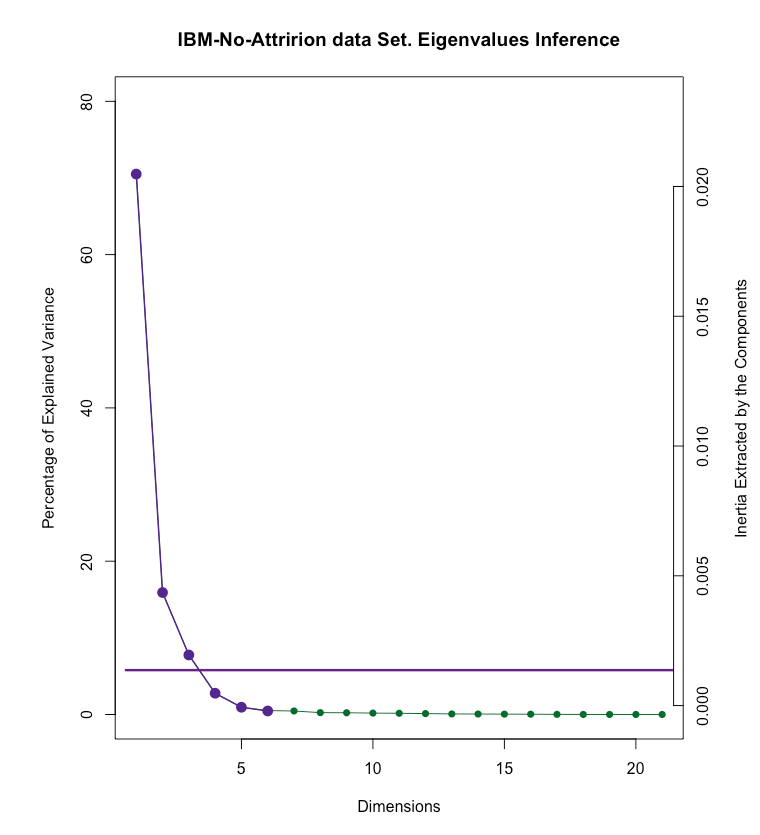 IBM-No-Attririon data Set. Eigenvalues Inference
Percentage of Explained Variance
80
60
40
20
0
0.020
0.015
0.010
0.005
0.000
Inertia Extracted by the Components
5 10 15 20
Dimensions